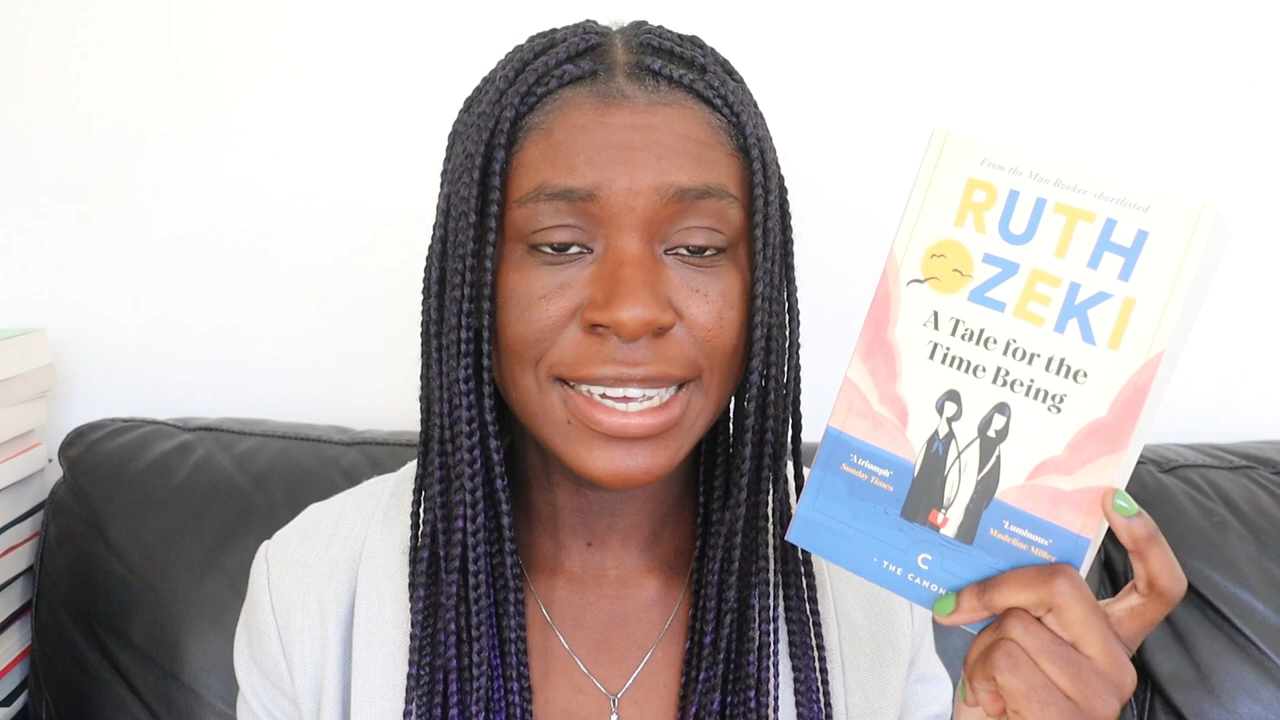 From the Man Booker-shortlisted
RUTH
OZEKI
A Tale for the
Time Being
'A triumph'
Sunday Times
'Luminous'
Madeline Miller
C
· THE CANON